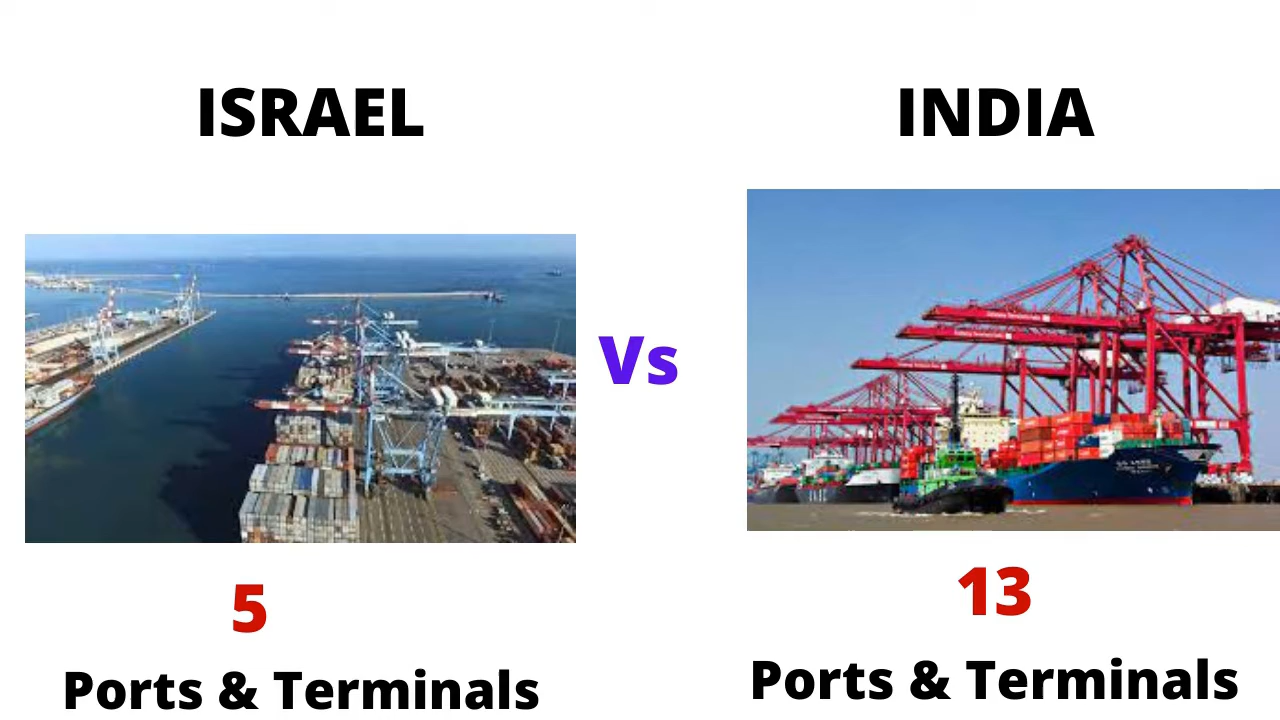 ISRAEL
INDIA
Vs
5
13
Ports & Terminals
Ports & Terminals